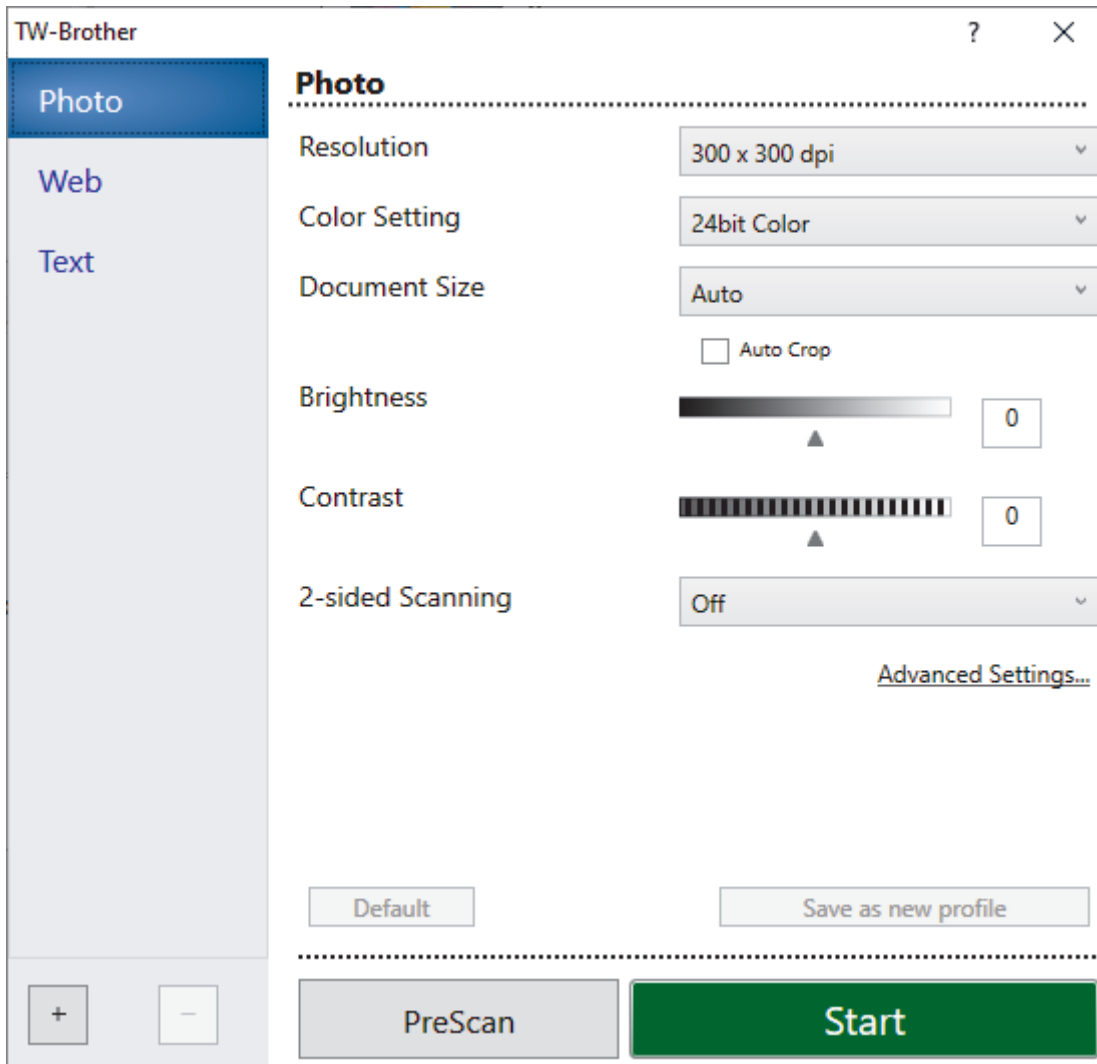 TW-Brother ?
Photo
Web
Text
+ −
Photo
Resolution 300 x 300 dpi
Color Setting 24bit Color
Document Size Auto
Auto Crop
Brightness 0
Contrast 0
2-sided Scanning Off
Advanced Settings...
Default Save as new profile
PreScan Start